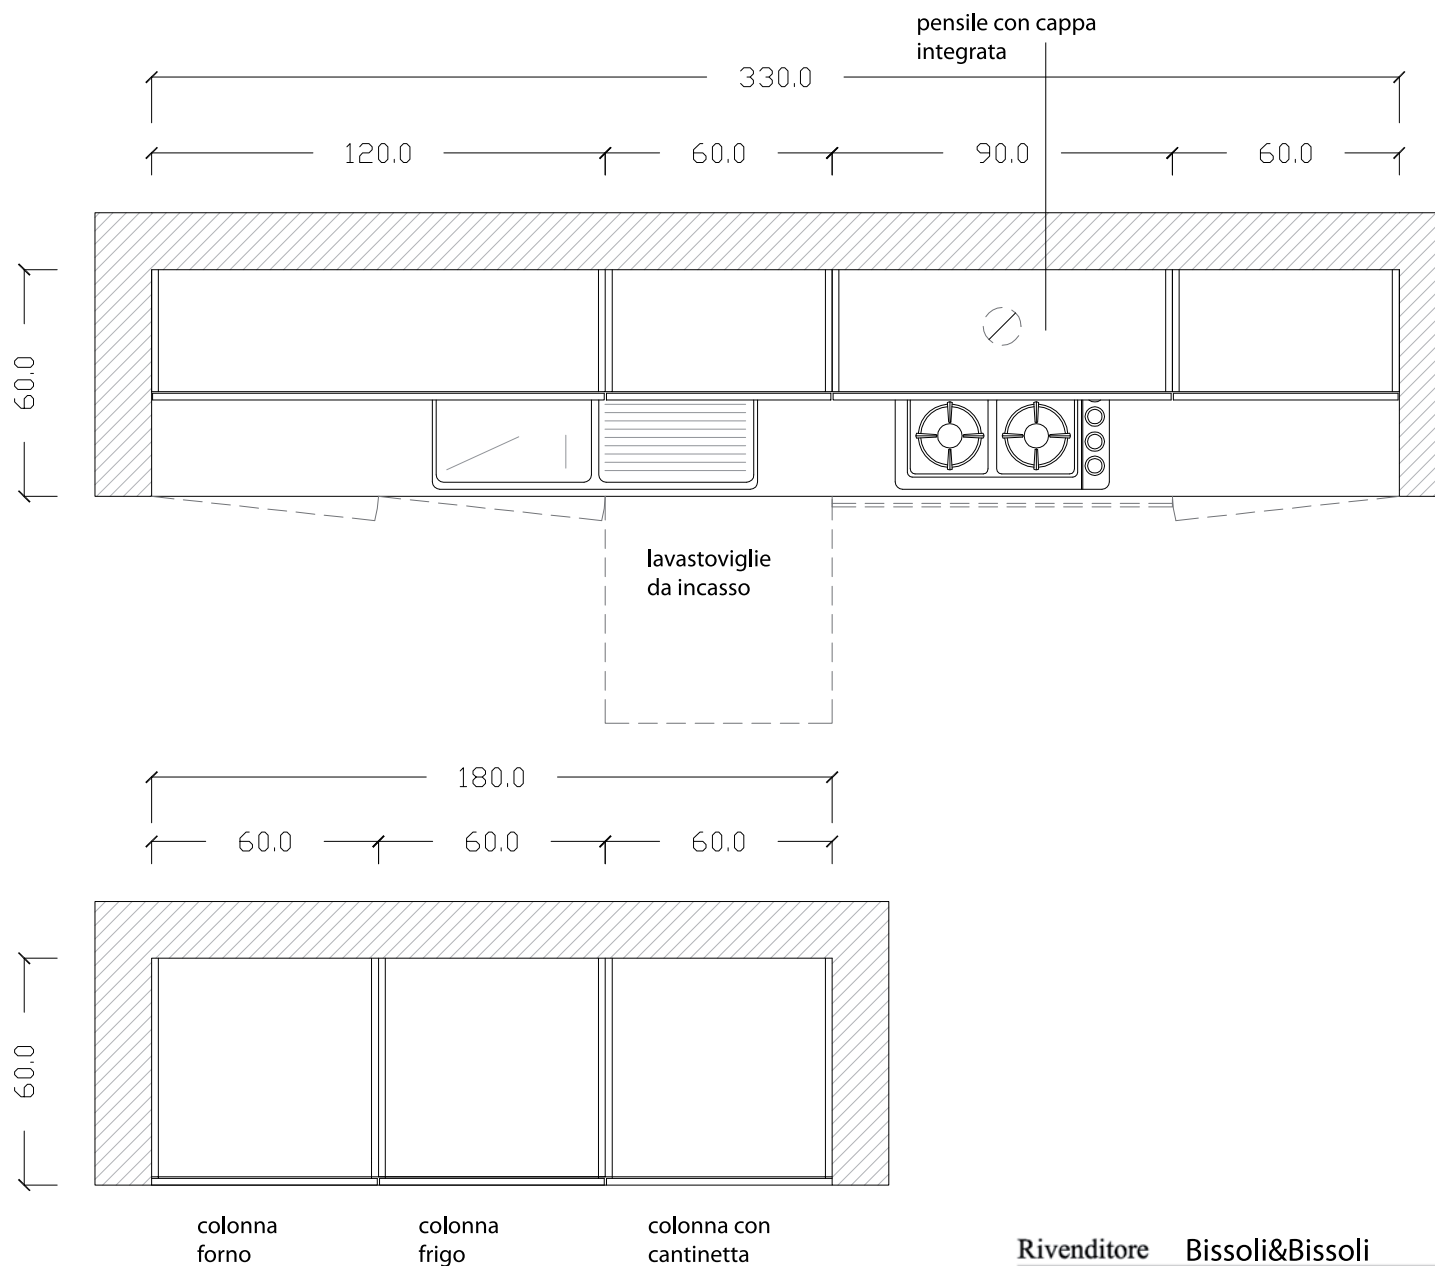 pensile con cappa
integrata
330.0
120.0 60.0 90.0 60.0
60.0
lavastoviglie
da incasso
180.0
60.0 60.0 60.0
60.0
colonna
forno
colonna
frigo
colonna con
cantinetta
Rivenditore Bissoli&Bissoli